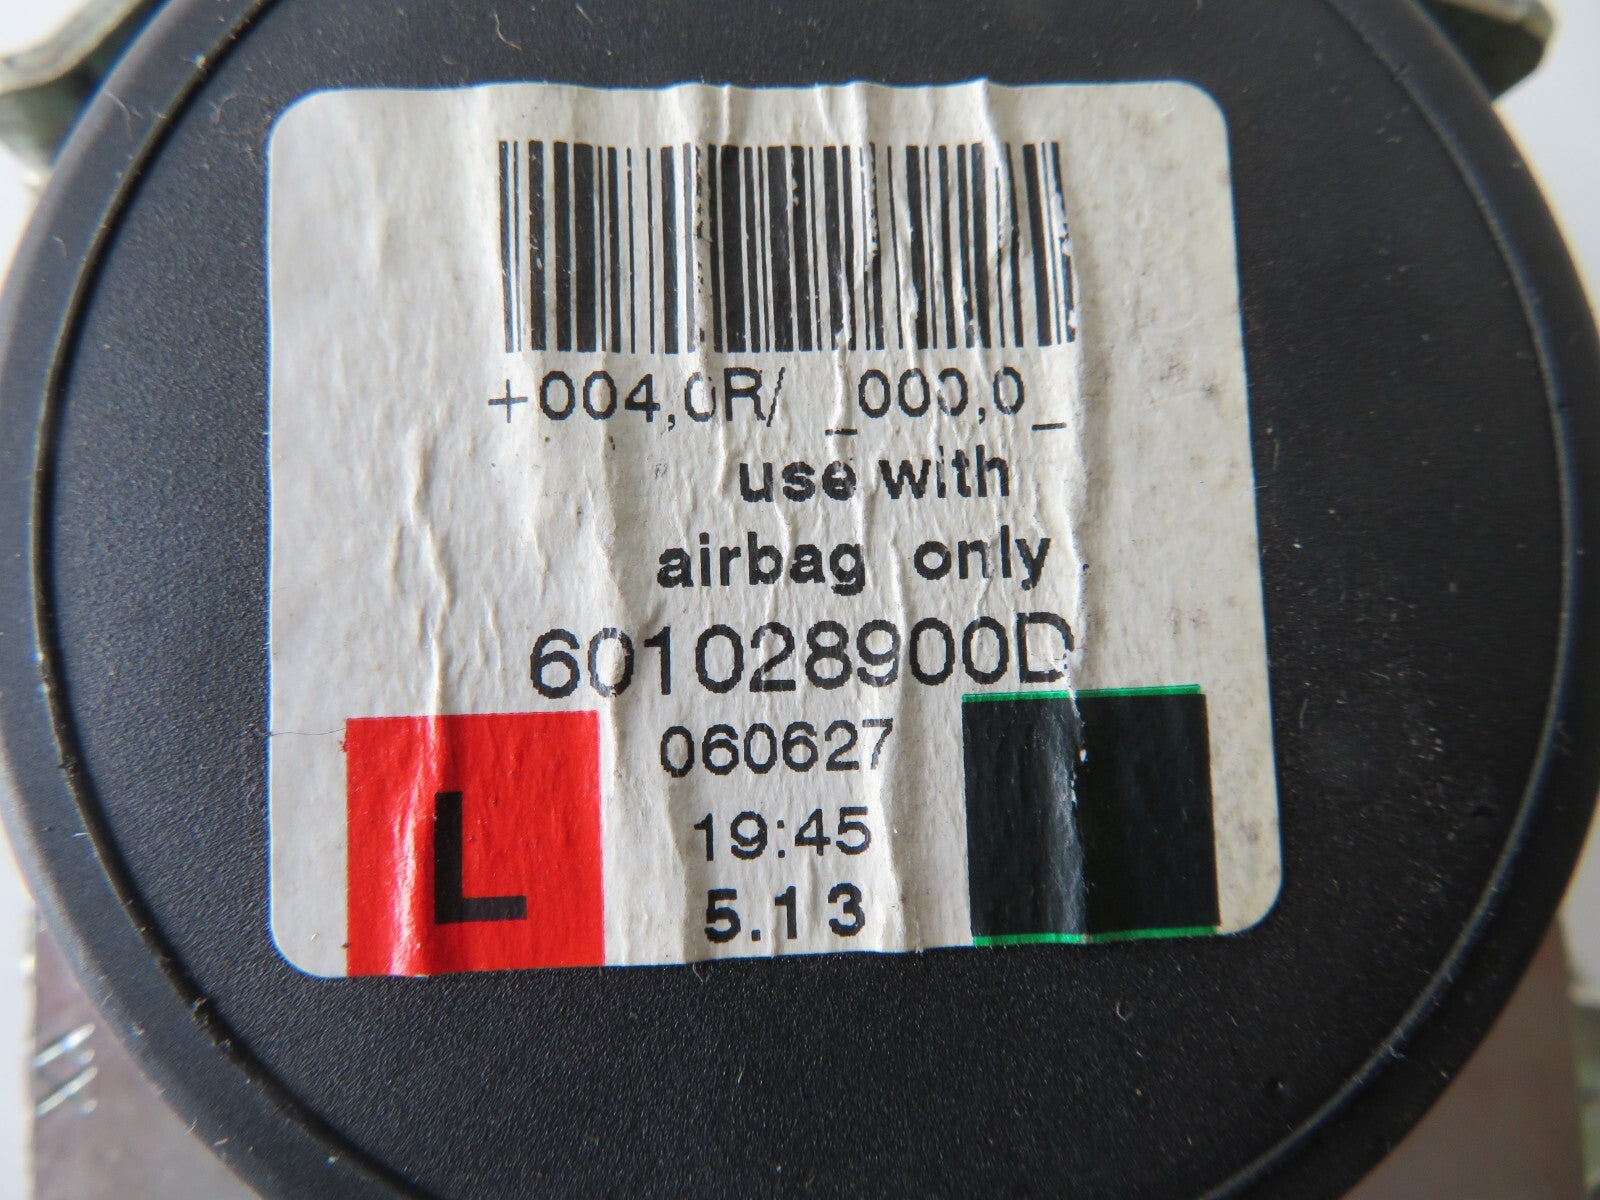 +004,0R/ _000,0_
use with
airbag only
601028900D
060627
L
19:45
5.13